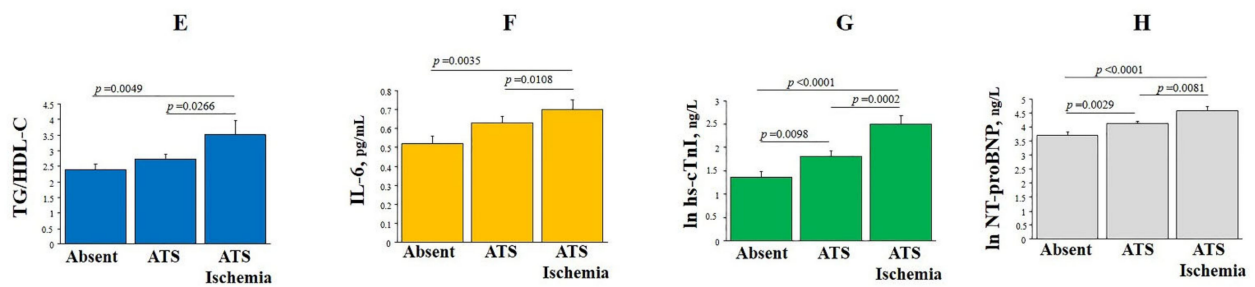 E
p =0.0049
p =0.0266
TG/HDL-C
4.5
4
3.5
3
2.5
2
1.5
1
0.5
0
Absent ATS ATS
Ischemia
F
p =0.0035
p =0.0108
IL-6, pg/mL
0.8
0.7
0.6
0.5
0.4
0.3
0.2
0.1
0
Absent ATS ATS
Ischemia
G
p <0.0001
p =0.0002
p =0.0098
ln hs-cTnI, ng/L
3
2.5
2
1.5
1
0.5
0
Absent ATS ATS
Ischemia
H
p <0.0001
p =0.0081
p =0.0029
ln NT-proBNP, ng/L
5
4.5
4
3.5
3
2.5
2
1.5
1
0.5
0
Absent ATS ATS
Ischemia